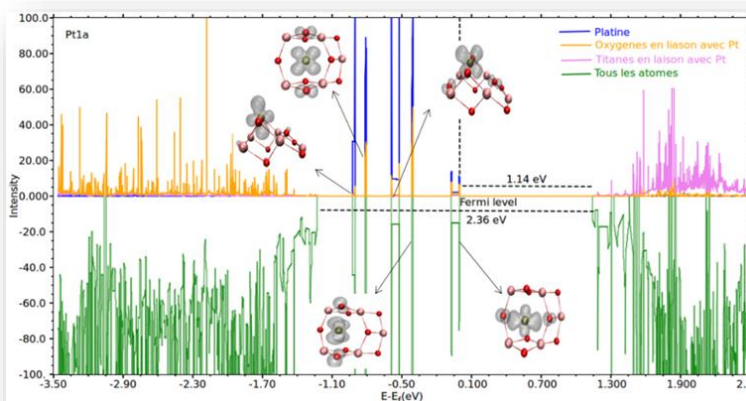 Pt1a
Platine
Oxygenes en liason avec Pt
Titanes en laison avec Pt
Tous les atomes
100.0
80.00
60.00
40.00
20.00
0.000
-20.0
-40.0
-60.0
-80.0
-100.
Intensity
1.14 eV
Fermi level
2.36 eV
-3.50
-2.90
-2.30
-1.70
-1.10
-0.50
0.100
0.700
1.300
1.900
E-Ef(eV)